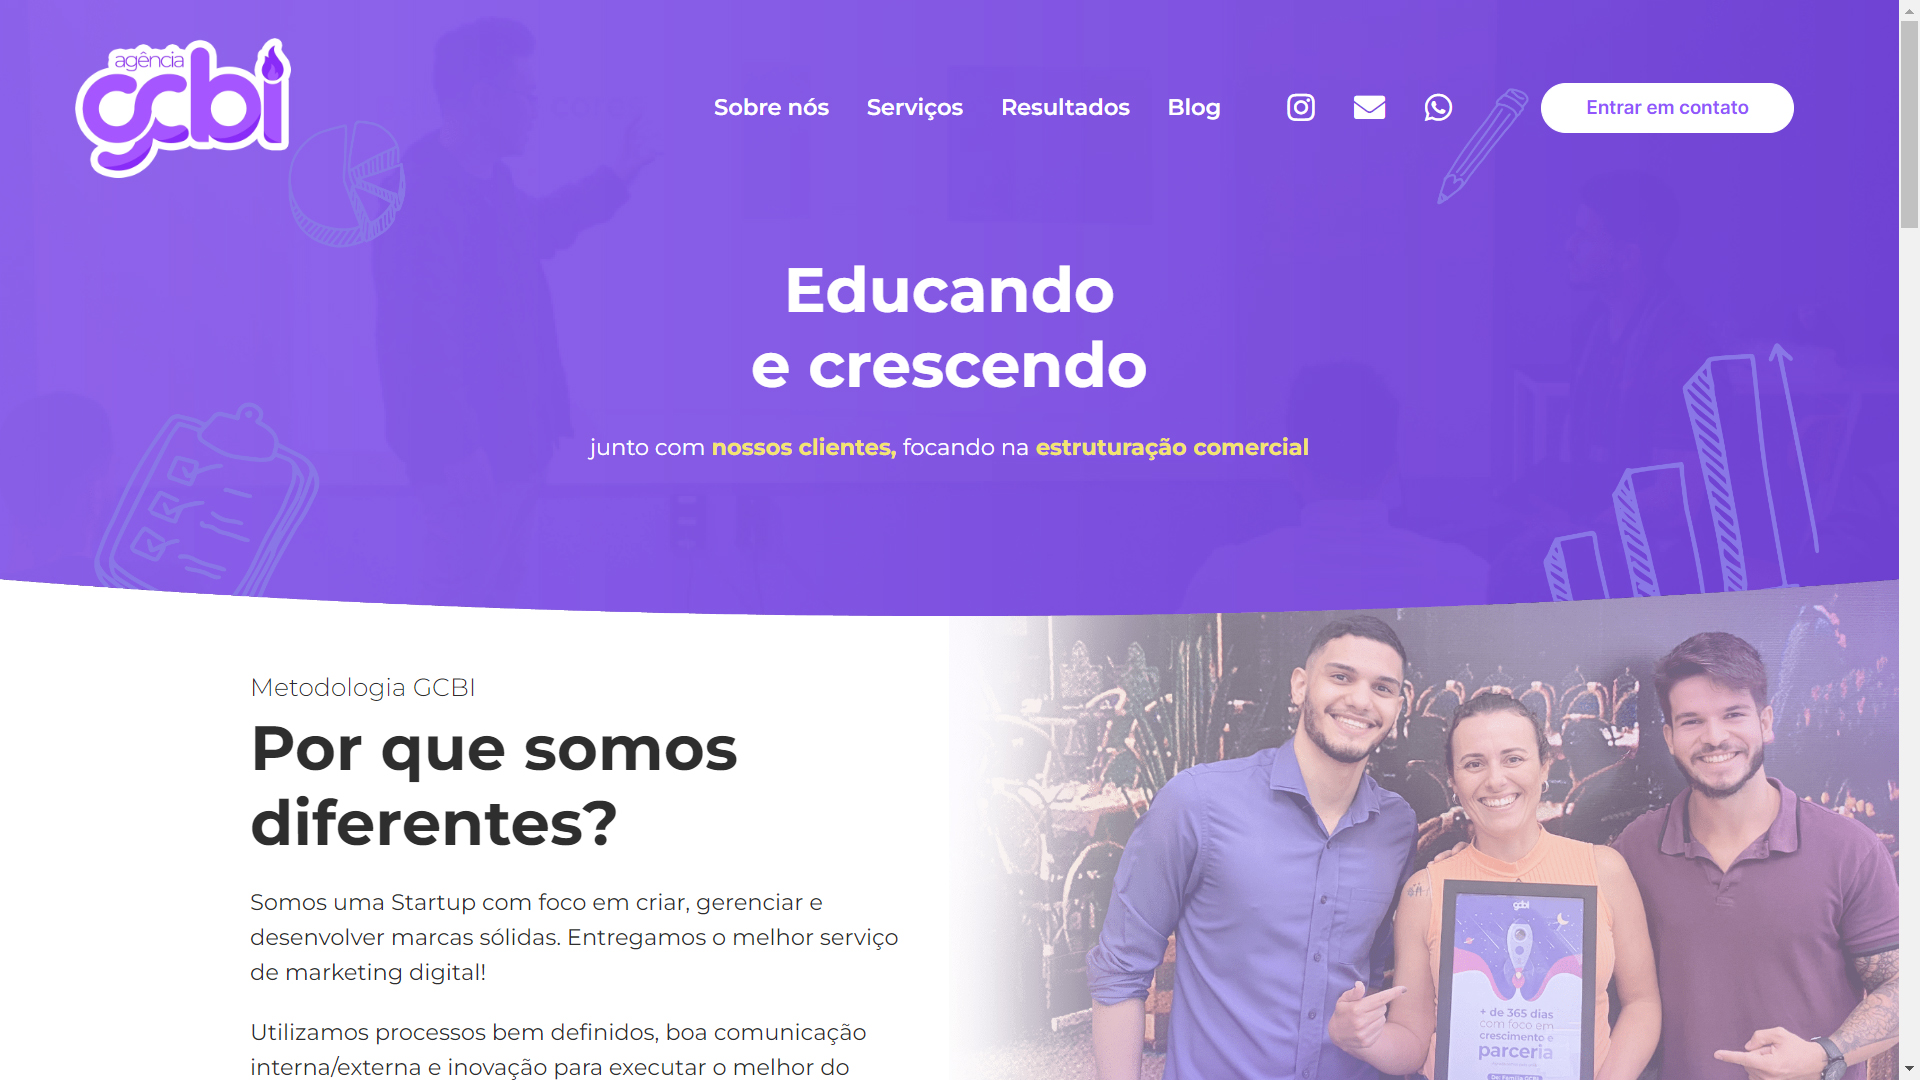 agência
gcbi
Sobre nós
Serviços
Resultados
Blog
Entrar em contato
Educando
e crescendo
junto com nossos clientes, focando na estruturação comercial
Metodologia GCBI
Por que somos
diferentes?
Somos uma Startup com foco em criar, gerenciar e
desenvolver marcas sólidas. Entregamos o melhor serviço
de marketing digital!
Utilizamos processos bem definidos, boa comunicação
interna/externa e inovação para executar o melhor do
gcbi
+ de 365 dias
com foco em
crescimento e
parceria
De: Família GCBI